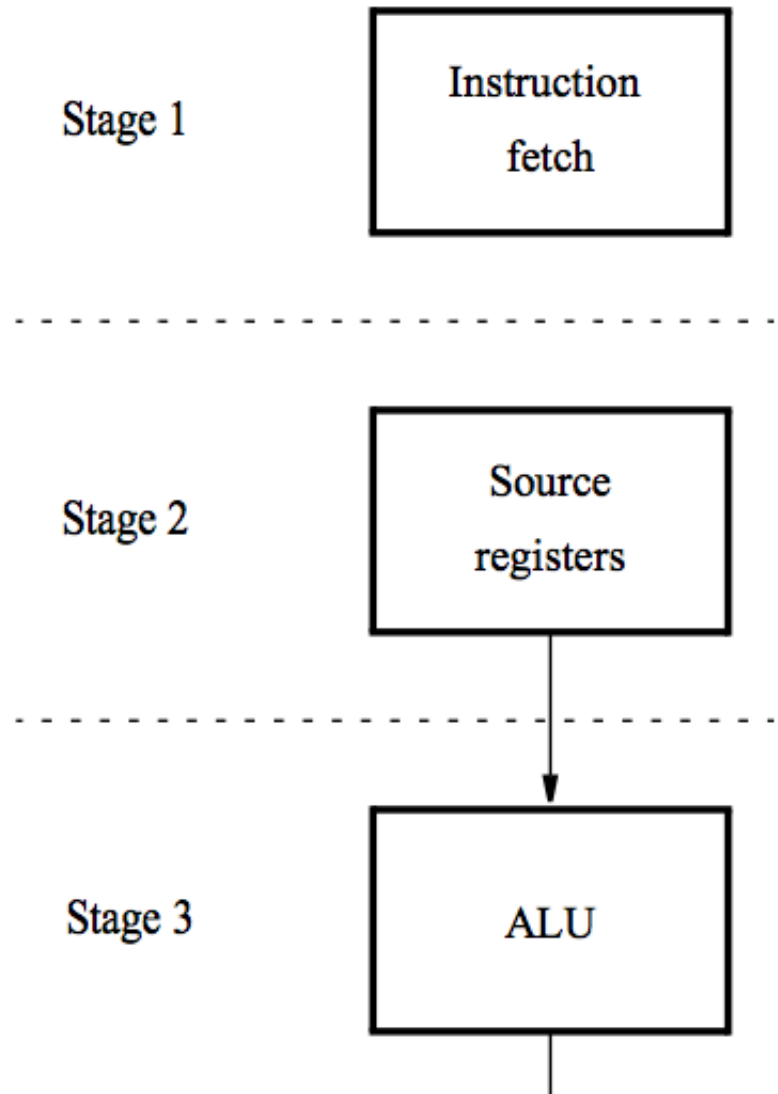 Stage 1
Instruction
fetch
Stage 2
Source
registers
Stage 3
ALU